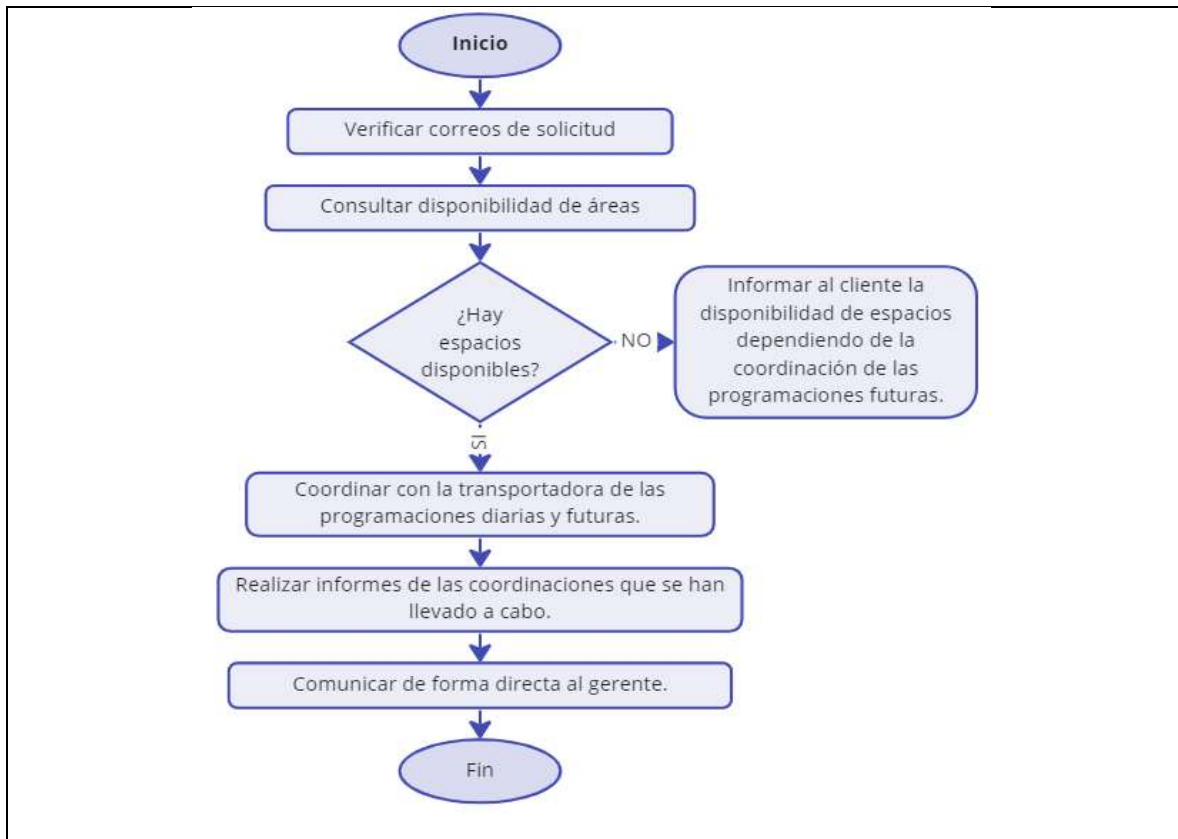 Inicio
Verificar correos de solicitud
Consultar disponibilidad de áreas
¿Hay
espacios
disponibles?
NO
Informar al cliente la
disponibilidad de espacios
dependiendo de la
coordinación de las
programaciones futuras.
SI
Coordinar con la transportadora de las
programaciones diarias y futuras.
Realizar informes de las coordinaciones que se han
llevado a cabo.
Comunicar de forma directa al gerente.
Fin